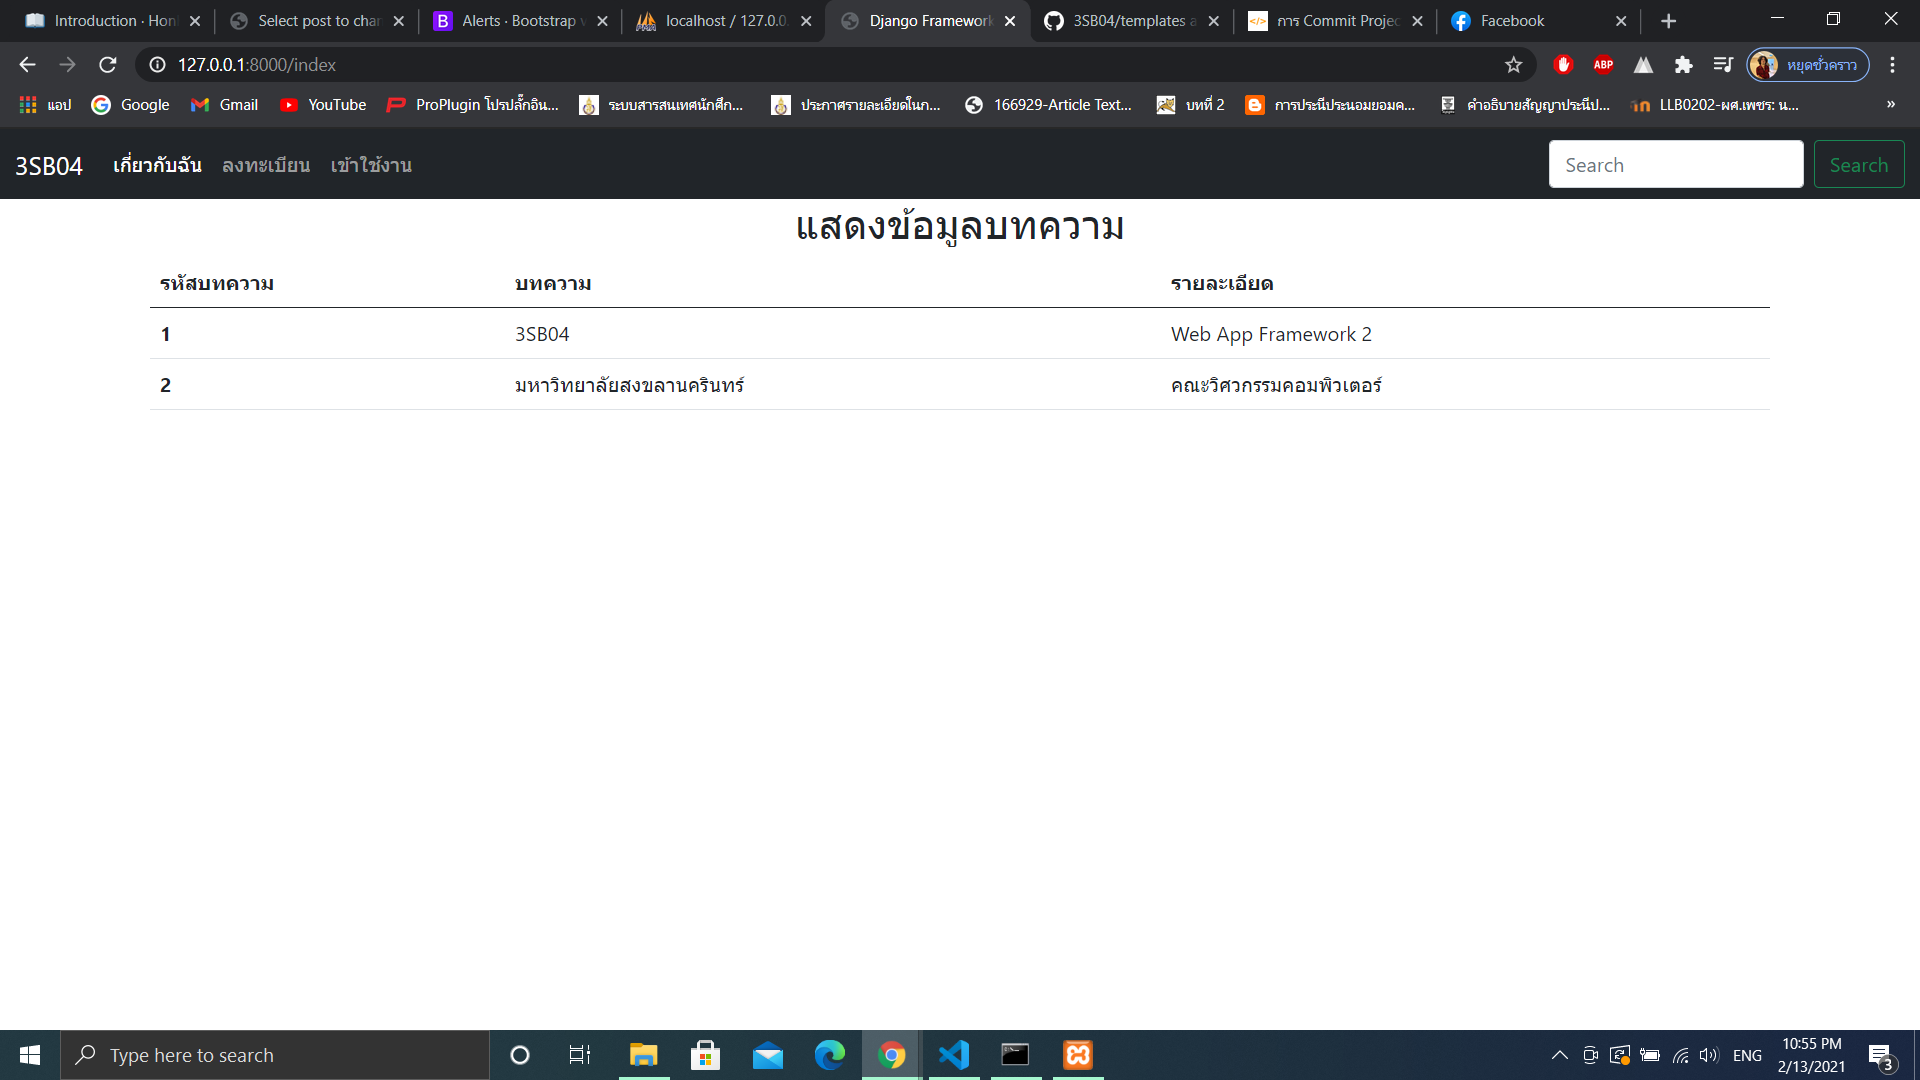 Introduction · Hon
Select post to char
Alerts · Bootstrap v
localhost / 127.0.0.
Django Framework
3SB04/templates a
การ Commit Projec
Facebook
127.0.0.1:8000/index
ABP
หยุดชั่วคราว
แอป
Google
Gmail
YouTube
ProPlugin โปรปลั๊กอิน...
ระบบสารสนเทศนักศึก...
ประกาศรายละเอียดในก...
166929-Article Text...
บทที่ 2
การประนีประนอมยอมค...
คำอธิบายสัญญาประนีป...
LLB0202-ผศ.เพชร: น...
»
3SB04
เกี่ยวกับฉัน
ลงทะเบียน
เข้าใช้งาน
Search
Search
แสดงข้อมูลบทความ
รหัสบทความ บทความ รายละเอียด
1 3SB04 Web App Framework 2
2 มหาวิทยาลัยสงขลานครินทร์ คณะวิศวกรรมคอมพิวเตอร์
Type here to search
ENG
10:55 PM
2/13/2021
3